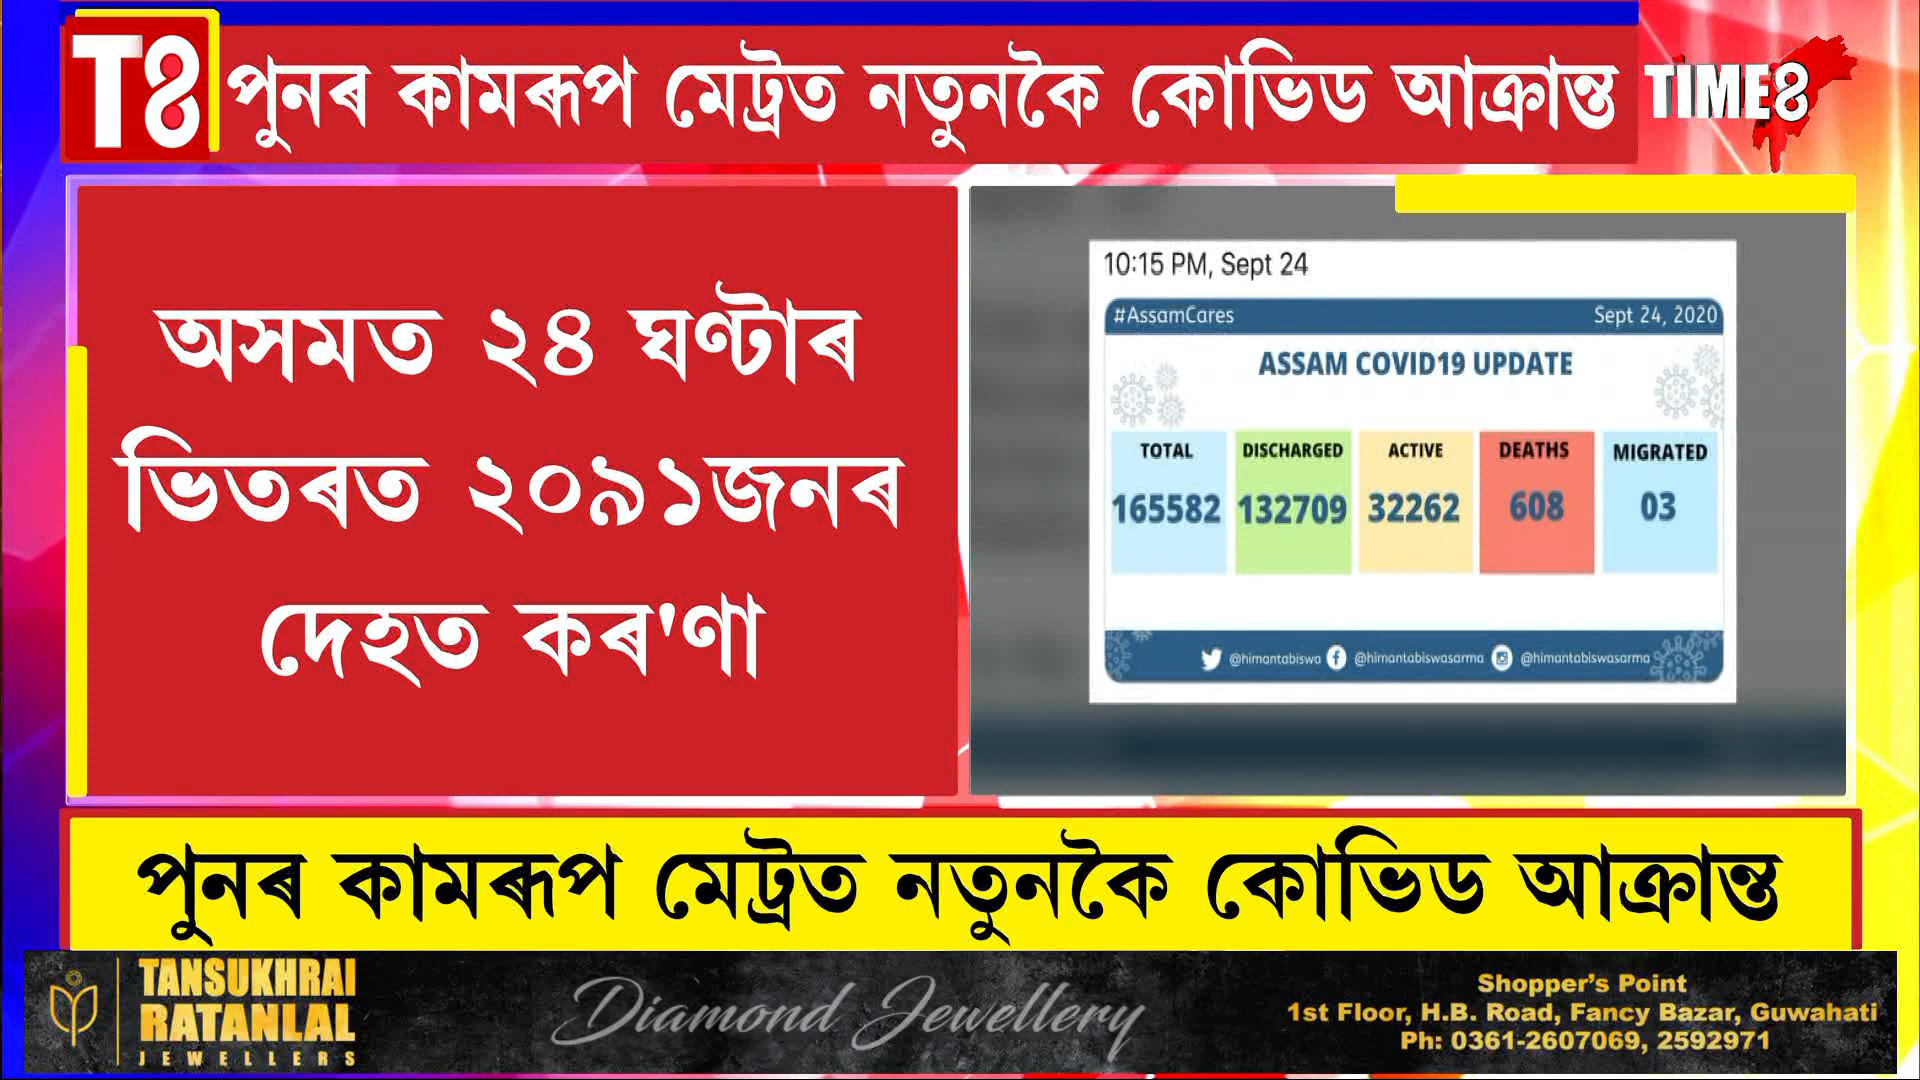 T8 পুনৰ কামৰূপ মেট্ৰত নতুনকৈ কোভিড আক্ৰান্ত TIME8
অসমত ২৪ ঘণ্টাৰ
ভিতৰত ২০৯১জনৰ
দেহত কৰ'ণা
10:15 PM, Sept 24
#AssamCares Sept 24, 2020
ASSAM COVID19 UPDATE
TOTAL DISCHARGED ACTIVE DEATHS MIGRATED
165582 132709 32262 608 03
@himantabiswa @himantabiswasarma @himantabiswasarma
পুনৰ কামৰূপ মেট্ৰত নতুনকৈ কোভিড আক্ৰান্ত
TANSUKHRAI
RATANLAL
JEWELLERS
Diamond Jewellery
Shopper's Point
1st Floor, H.B. Road, Fancy Bazar, Guwahati
Ph: 0361-2607069, 2592971